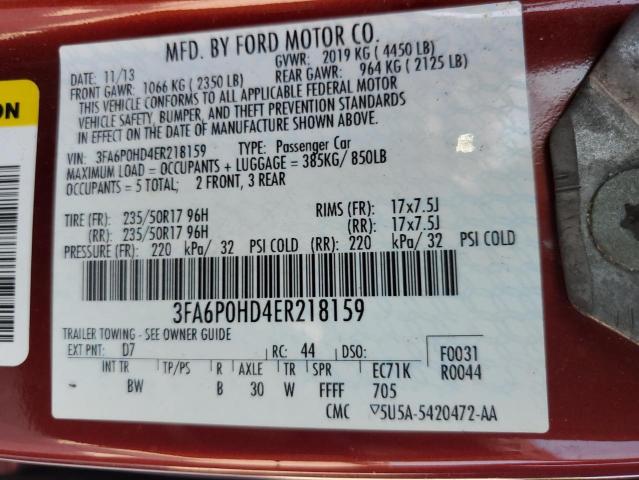 MFD. BY FORD MOTOR CO.
DATE: 11/13 GVWR: 2019 KG ( 4450 LB)
FRONT GAWR: 1066 KG ( 2350 LB) REAR GAWR: 964 KG ( 2125 LB)
THIS VEHICLE CONFORMS TO ALL APPLICABLE FEDERAL MOTOR
VEHICLE SAFETY, BUMPER, AND THEFT PREVENTION STANDARDS
IN EFFECT ON THE DATE OF MANUFACTURE SHOWN ABOVE.
VIN: 3FA6P0HD4ER218159 TYPE: Passenger Car
MAXIMUM LOAD = OCCUPANTS + LUGGAGE = 385KG/ 850LB
OCCUPANTS = 5 TOTAL; 2 FRONT, 3 REAR
TIRE (FR): 235/50R17 96H RIMS (FR): 17x7.5J
(RR): 235/50R17 96H (RR): 17x7.5J
PRESSURE (FR): 220 kPa/ 32 PSI COLD (RR): 220 kPa/ 32 PSI COLD
3FA6P0HD4ER218159
TRAILER TOWING - SEE OWNER GUIDE
EXT PNT: D7 RC: 44 DSO: F0031
INT TR TP/PS R AXLE TR SPR EC71K R0044
BW B 30 W FFFF 705
CMC ▽5U5A-5420472-AA
ON